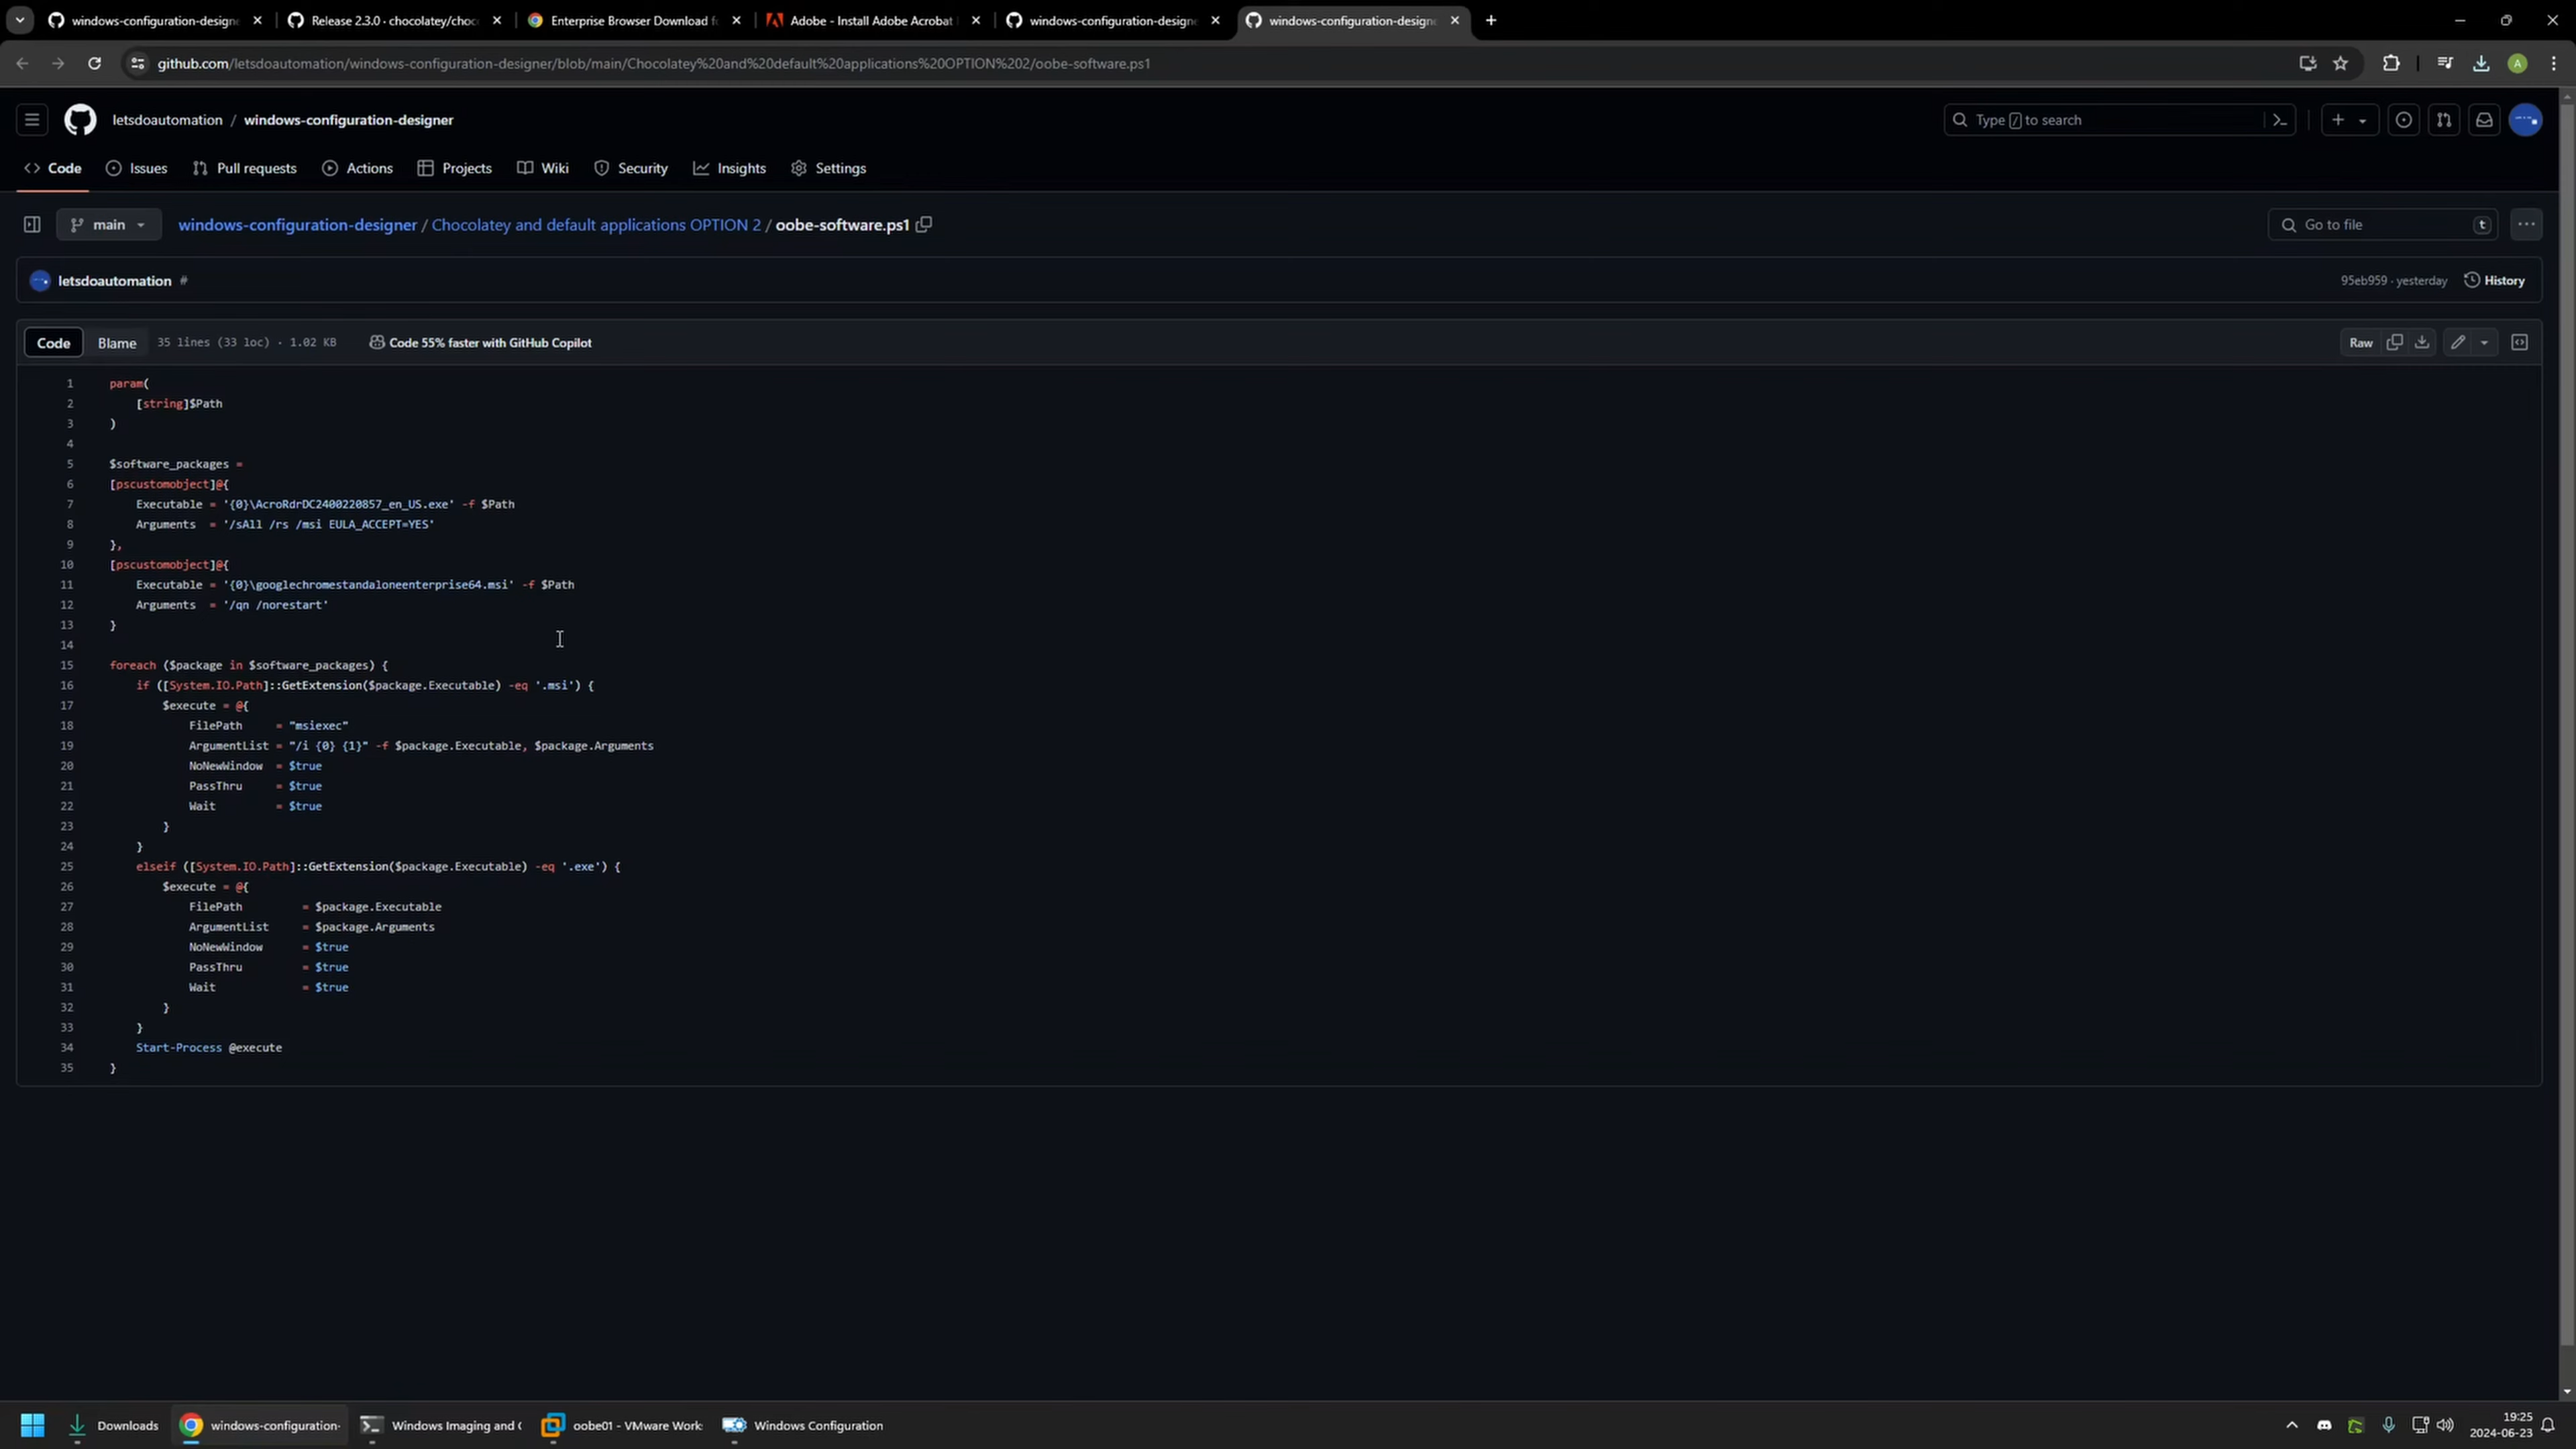 windows-configuration-designe
Release 2.3.0 · chocolatey/choc
Enterprise Browser Download fo
Adobe - Install Adobe Acrobat
windows-configuration-designe
windows-configuration-designe
github.com/letsdoautomation/windows-configuration-designer/blob/main/Chocolatey%20and%20default%20applications%20OPTION%202/oobe-software.ps1
A
letsdoautomation / windows-configuration-designer
Type / to search
Code Issues Pull requests Actions Projects Wiki Security Insights Settings
main
windows-configuration-designer / Chocolatey and default applications OPTION 2 / oobe-software.ps1
Go to file t
letsdoautomation #
95eb959 · yesterday History
Code Blame 35 lines (33 loc) · 1.02 KB Code 55% faster with GitHub Copilot
Raw
1 param(
2 [string]$Path
3 )
4
5 $software_packages =
6 [pscustomobject]@{
7 Executable = '{0}\AcroRdrDC2400220857_en_US.exe' -f $Path
8 Arguments = '/sAll /rs /msi EULA_ACCEPT=YES'
9 },
10 [pscustomobject]@{
11 Executable = '{0}\googlechromestandaloneenterprise64.msi' -f $Path
12 Arguments = '/qn /norestart'
13 }
14
15 foreach ($package in $software_packages) {
16 if ([System.IO.Path]::GetExtension($package.Executable) -eq '.msi') {
17 $execute = @{
18 FilePath = "msiexec"
19 ArgumentList = "/i {0} {1}" -f $package.Executable, $package.Arguments
20 NoNewWindow = $true
21 PassThru = $true
22 Wait = $true
23 }
24 }
25 elseif ([System.IO.Path]::GetExtension($package.Executable) -eq '.exe') {
26 $execute = @{
27 FilePath = $package.Executable
28 ArgumentList = $package.Arguments
29 NoNewWindow = $true
30 PassThru = $true
31 Wait = $true
32 }
33 }
34 Start-Process @execute
35 }
Downloads
windows-configuration-
Windows Imaging and C
oobe01 - VMware Works
Windows Configuration
19:25
2024-06-23